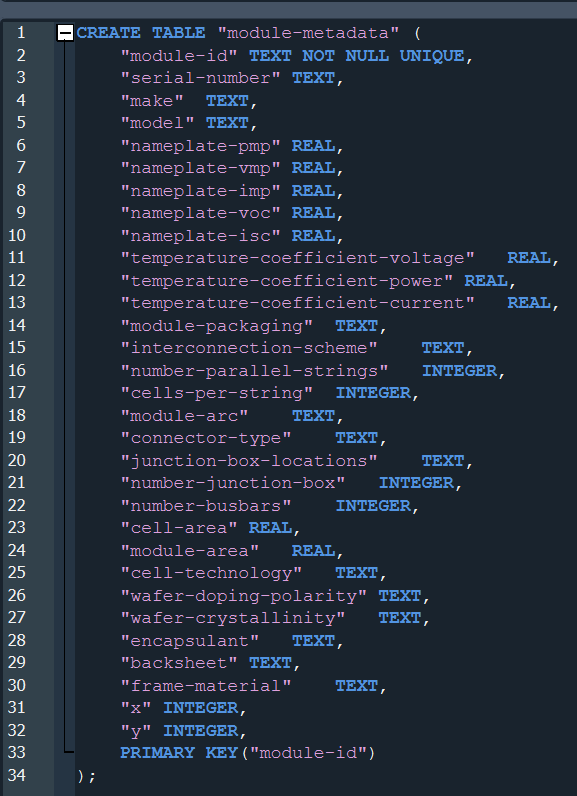 1 CREATE TABLE "module-metadata" (
2 "module-id" TEXT NOT NULL UNIQUE,
3 "serial-number" TEXT,
4 "make" TEXT,
5 "model" TEXT,
6 "nameplate-pmp" REAL,
7 "nameplate-vmp" REAL,
8 "nameplate-imp" REAL,
9 "nameplate-voc" REAL,
10 "nameplate-isc" REAL,
11 "temperature-coefficient-voltage" REAL,
12 "temperature-coefficient-power" REAL,
13 "temperature-coefficient-current" REAL,
14 "module-packaging" TEXT,
15 "interconnection-scheme" TEXT,
16 "number-parallel-strings" INTEGER,
17 "cells-per-string" INTEGER,
18 "module-arc" TEXT,
19 "connector-type" TEXT,
20 "junction-box-locations" TEXT,
21 "number-junction-box" INTEGER,
22 "number-busbars" INTEGER,
23 "cell-area" REAL,
24 "module-area" REAL,
25 "cell-technology" TEXT,
26 "wafer-doping-polarity" TEXT,
27 "wafer-crystallinity" TEXT,
28 "encapsulant" TEXT,
29 "backsheet" TEXT,
30 "frame-material" TEXT,
31 "x" INTEGER,
32 "y" INTEGER,
33 PRIMARY KEY("module-id")
34 );